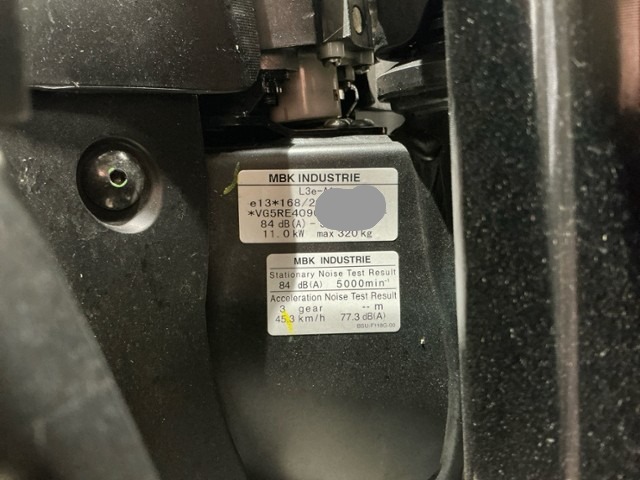 MBK INDUSTRIE
L3e-A
e13*168/2
*VG5RE409
84 dB(A) -
11.0 kW max 320 kg
MBK INDUSTRIE
Stationary Noise Test Result
84 dB(A) 5000min⁻¹
Acceleration Noise Test Result
3 gear -- m
45.3 km/h 77.3 dB(A)